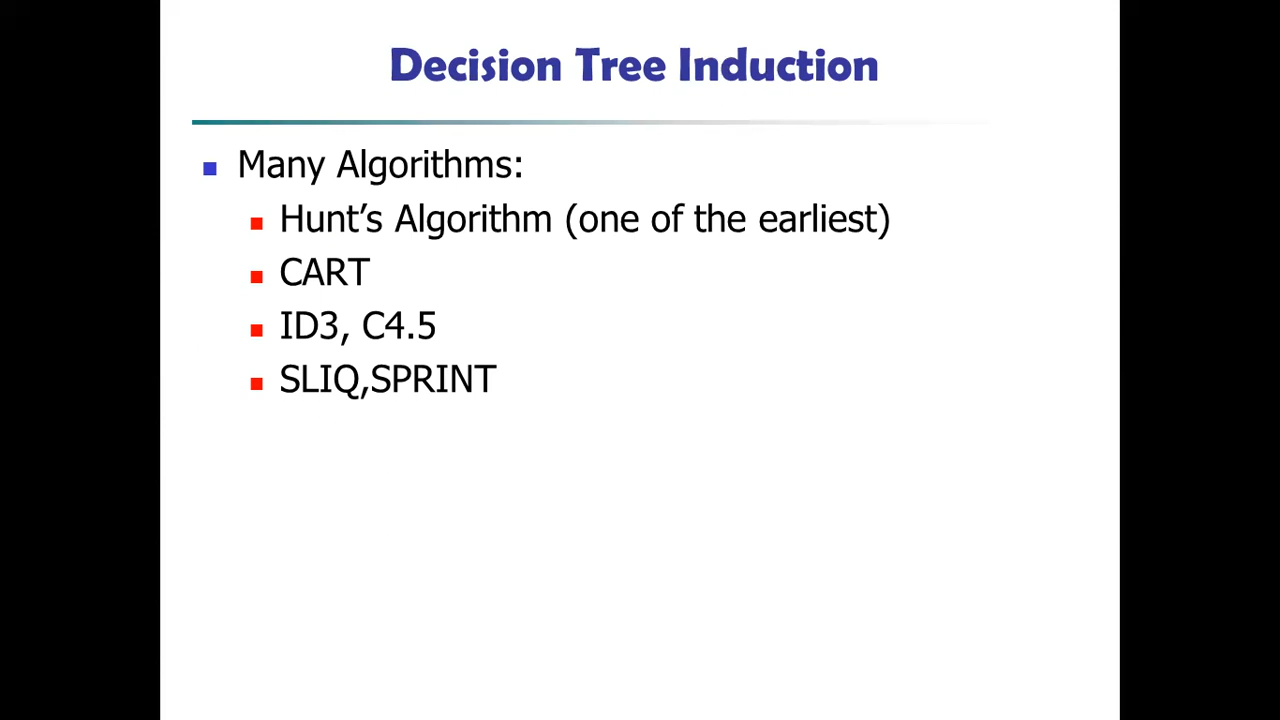 Decision Tree Induction
Many Algorithms:
Hunt’s Algorithm (one of the earliest)
CART
ID3, C4.5
SLIQ,SPRINT